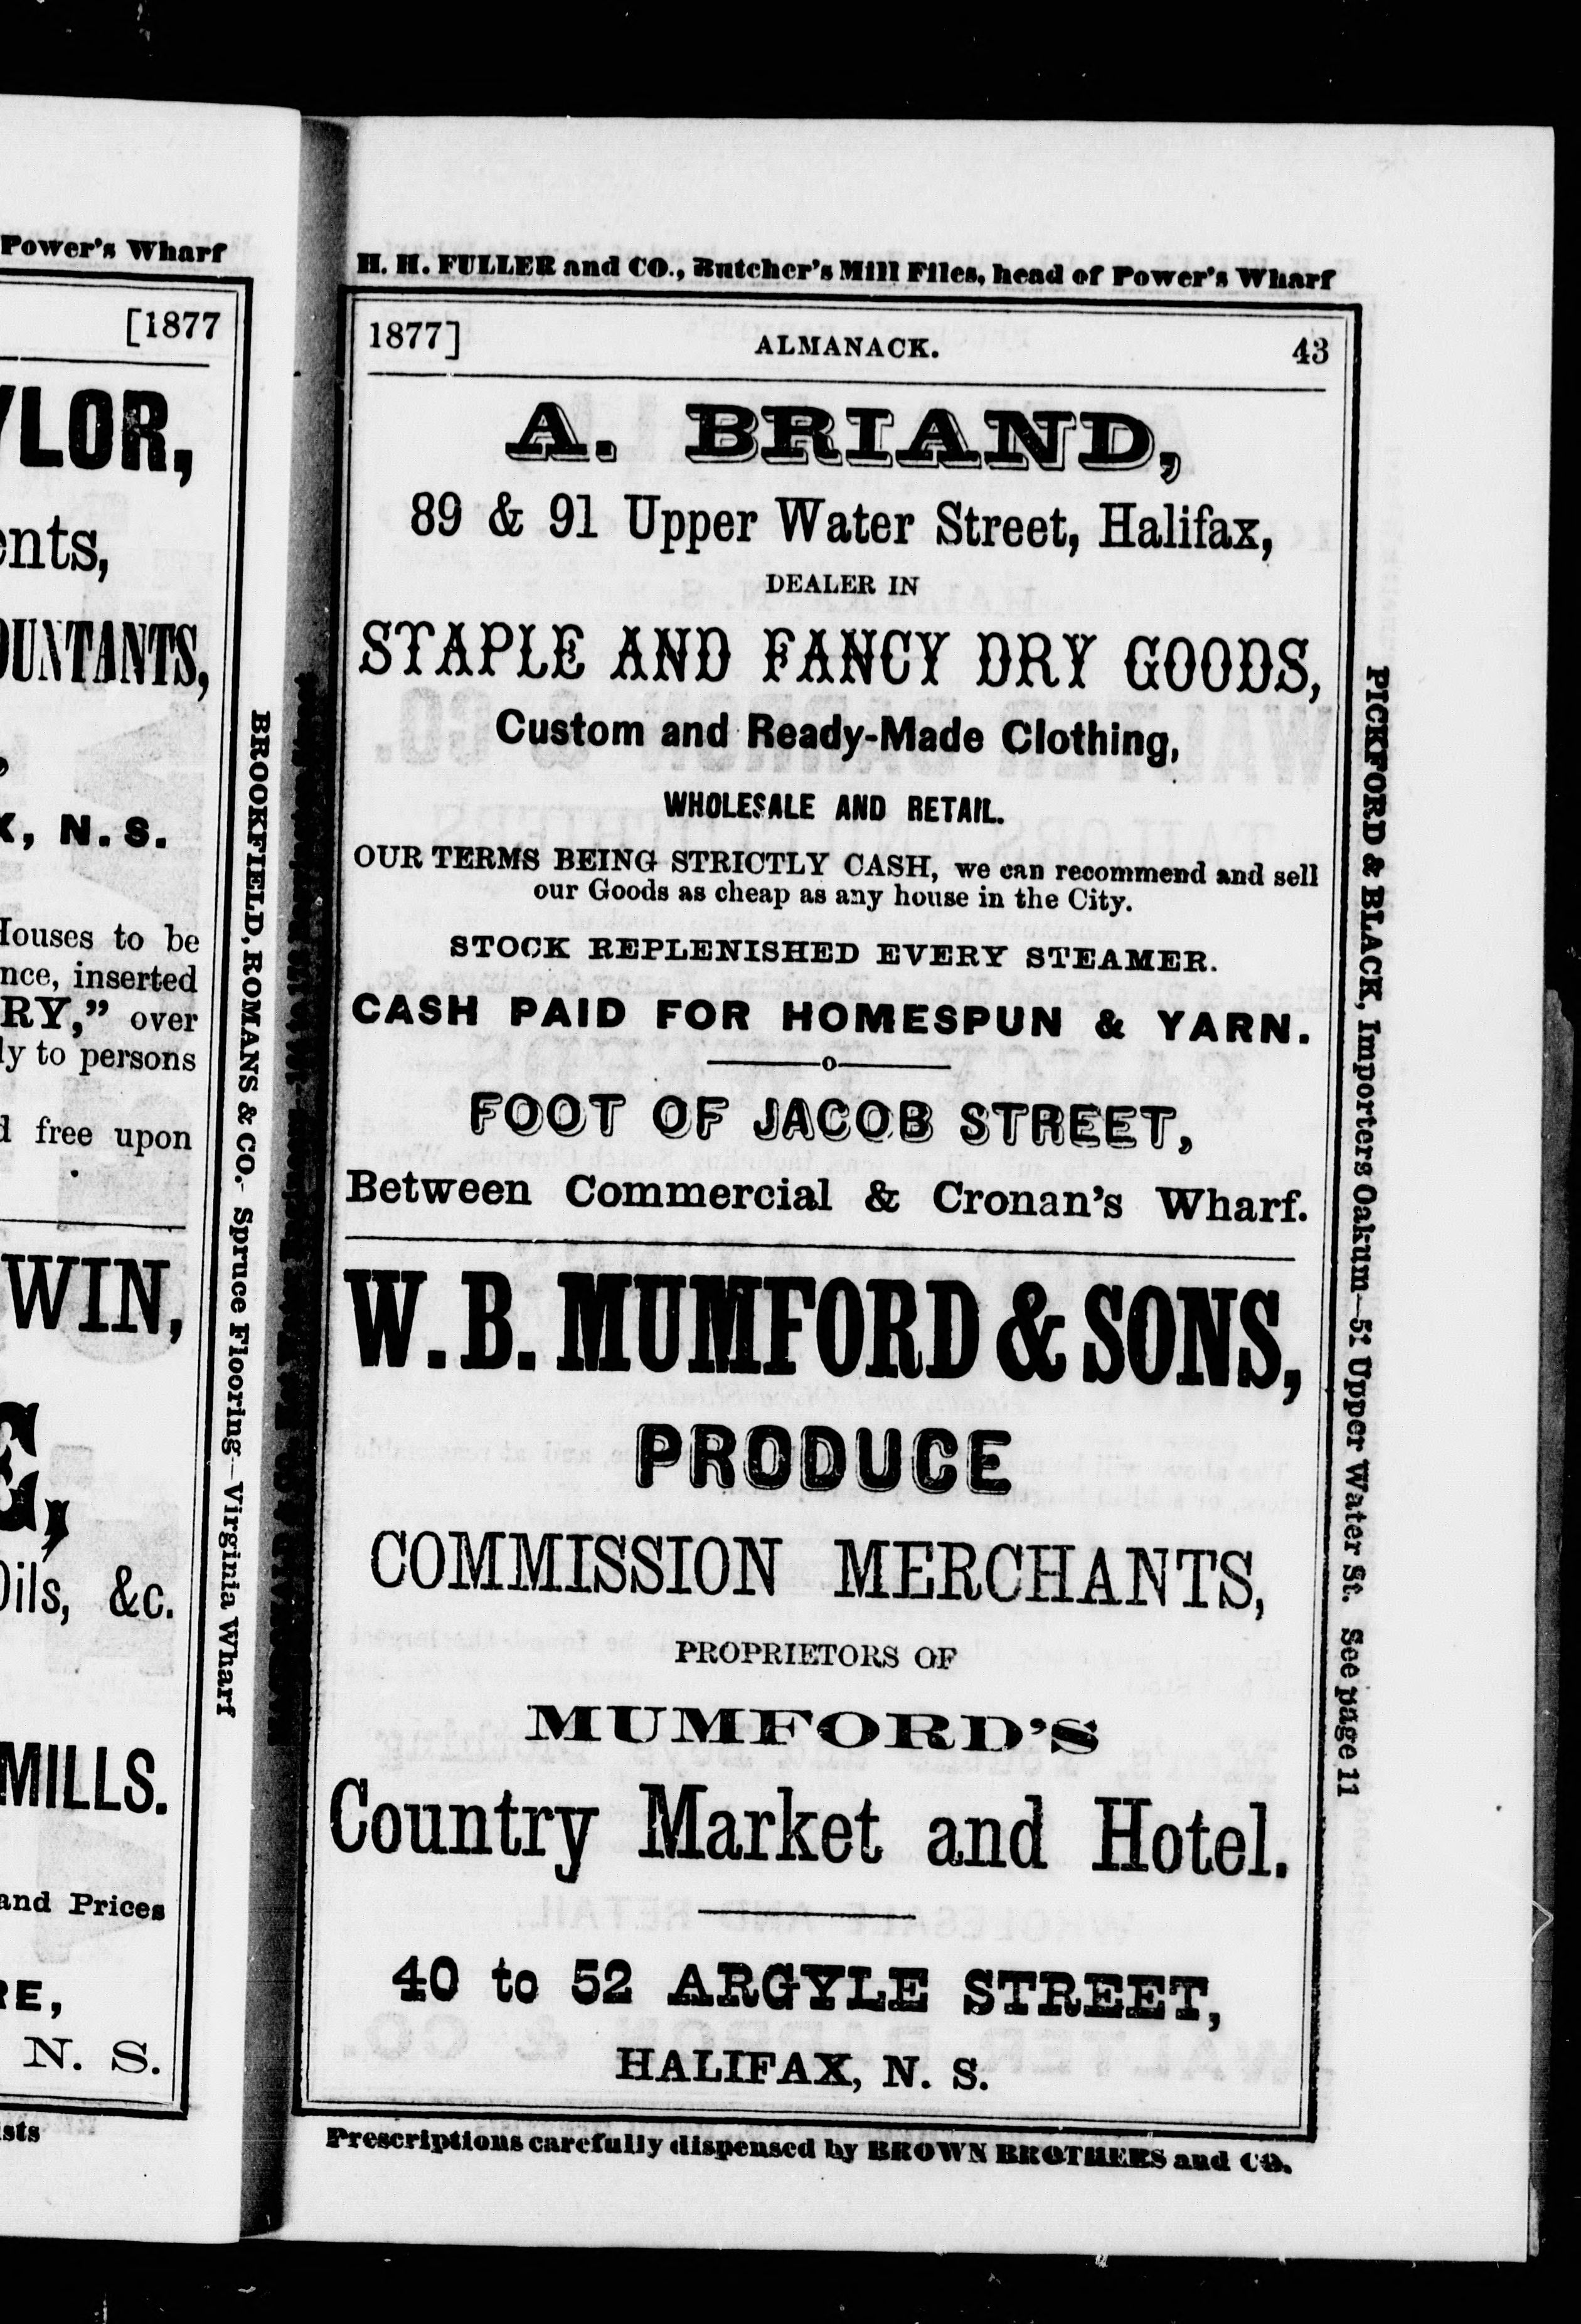 Power's Wharf
[1877
YLOR,
ents,
OUNTANTS,
X, N. S.
Houses to be
nce, inserted
RY," over
ly to persons
d free upon
WIN,
Oils, &c.
MILLS.
and Prices
RE,
N. S.
sts
BROOKFIELD, ROMANS & CO.- Spruce Flooring—Virginia Wharf
H. H. FULLER and CO., Butcher's Mill Files, head of Power's Wharf
1877] ALMANACK. 43
A. BRIAND,
89 & 91 Upper Water Street, Halifax,
DEALER IN
STAPLE AND FANCY DRY GOODS,
Custom and Ready-Made Clothing,
WHOLESALE AND RETAIL.
OUR TERMS BEING STRICTLY CASH, we can recommend and sell
our Goods as cheap as any house in the City.
STOCK REPLENISHED EVERY STEAMER.
CASH PAID FOR HOMESPUN & YARN.
—o—
FOOT OF JACOB STREET,
Between Commercial & Cronan's Wharf.
W. B. MUMFORD & SONS,
PRODUCE
COMMISSION MERCHANTS,
PROPRIETORS OF
MUMFORD'S
Country Market and Hotel.
40 to 52 ARGYLE STREET,
HALIFAX, N. S.
Prescriptions carefully dispensed by BROWN BROTHERS and CO.
PICKFORD & BLACK, Importers Oakum—51 Upper Water St. See page 11